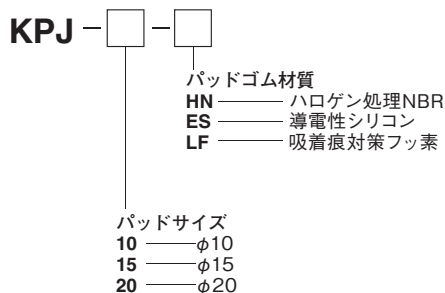 KPJ － □ － □
パッドゴム材質
HN ハロゲン処理NBR
ES 導電性シリコン
LF 吸着痕対策フッ素
パッドサイズ
10 φ10
15 φ15
20 φ20